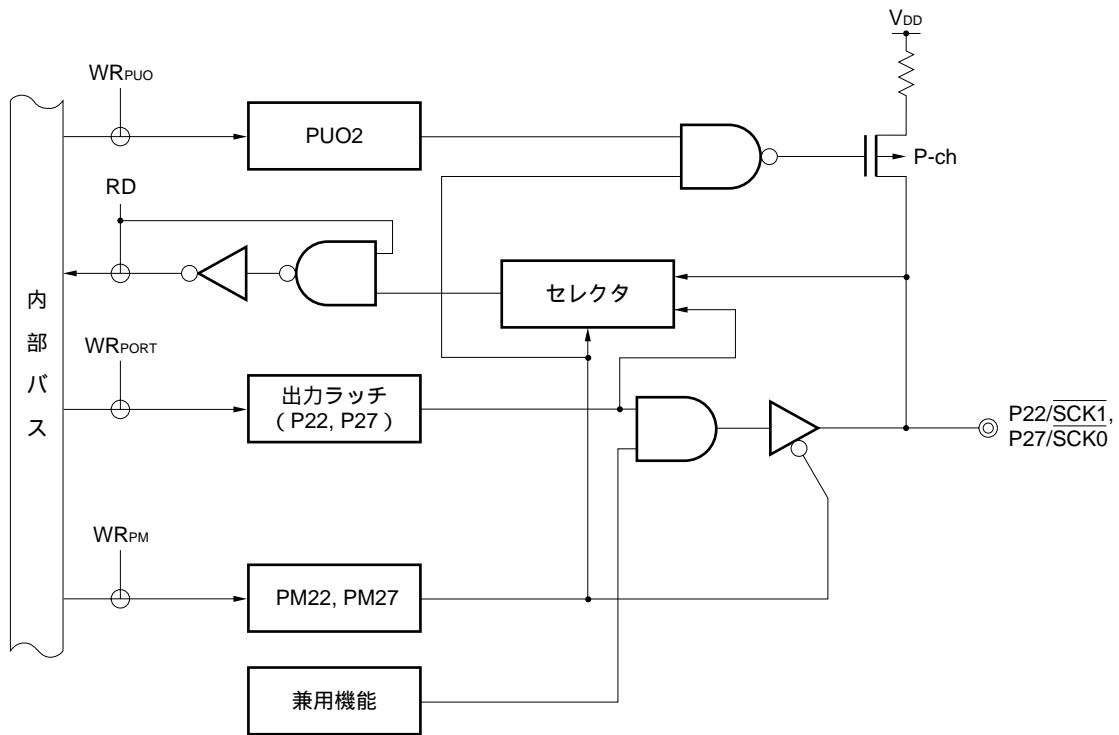 VDD
WRPUO
PUO2
P-ch
RD
セレクタ
内部バス
WRPORT
出力ラッチ
( P22, P27 )
P22/SCK1,
P27/SCK0
WRPM
PM22, PM27
兼用機能